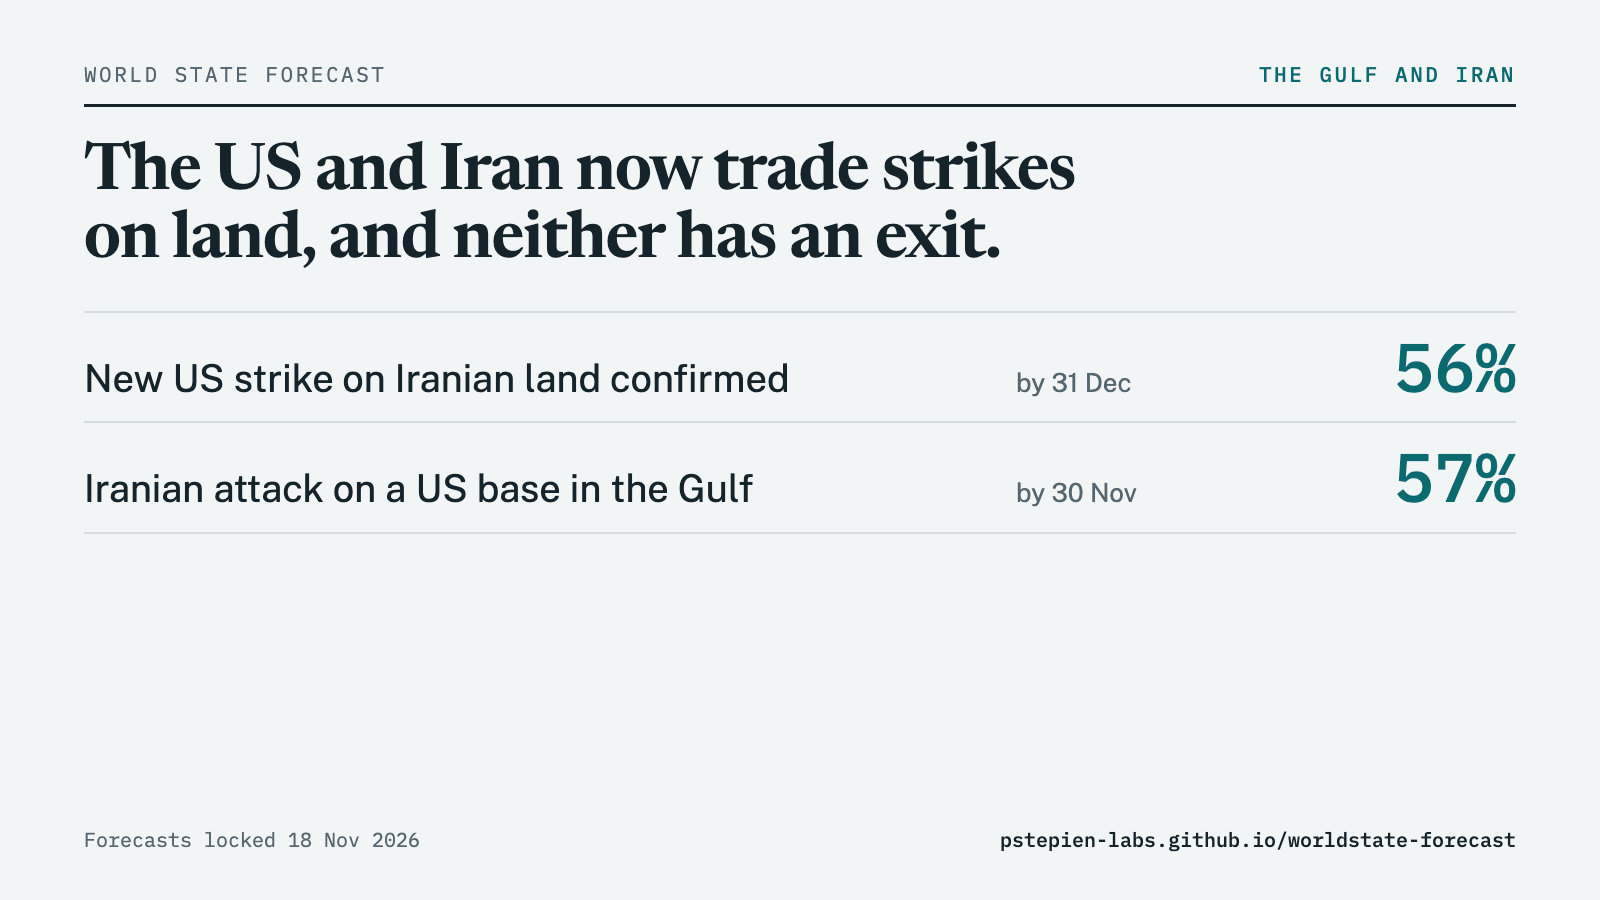 WORLD STATE FORECAST
THE GULF AND IRAN
The US and Iran now trade strikes
on land, and neither has an exit.
New US strike on Iranian land confirmed by 31 Dec 56%
Iranian attack on a US base in the Gulf by 30 Nov 57%
Forecasts locked 18 Nov 2026
pstepien-labs.github.io/worldstate-forecast